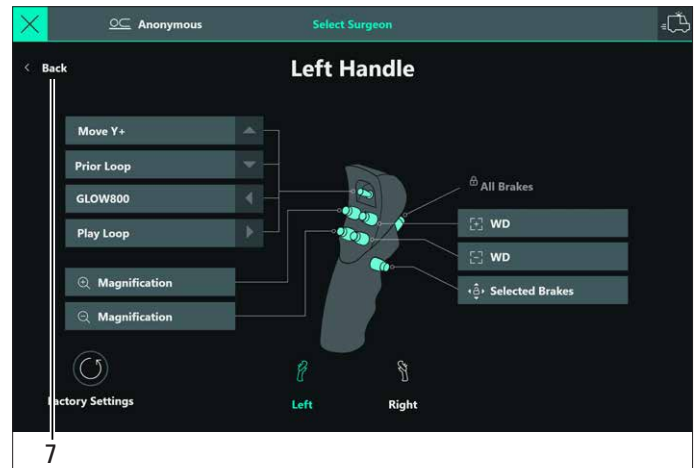 Anonymous
Select Surgeon
Back
Left Handle
Move Y+
Prior Loop
GLOW800
Play Loop
Magnification
Magnification
All Brakes
WD
WD
Selected Brakes
Factory Settings
Left
Right
7